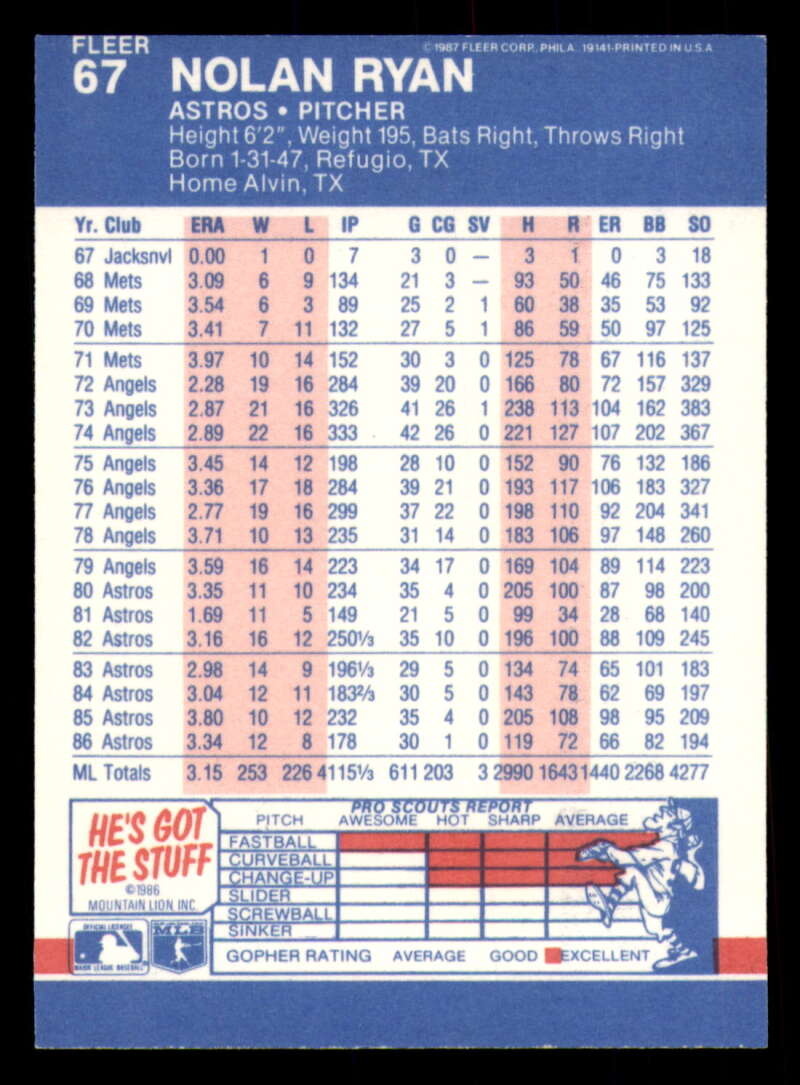 FLEER © 1987 FLEER CORP., PHILA. 19141-PRINTED IN U.S.A.
67 NOLAN RYAN
ASTROS • PITCHER
Height 6'2", Weight 195, Bats Right, Throws Right
Born 1-31-47, Refugio, TX
Home Alvin, TX
Yr. Club ERA W L IP G CG SV H R ER BB SO
67 Jacksnvl 0.00 1 0 7 3 0 — 3 1 0 3 18
68 Mets 3.09 6 9 134 21 3 — 93 50 46 75 133
69 Mets 3.54 6 3 89 25 2 1 60 38 35 53 92
70 Mets 3.41 7 11 132 27 5 1 86 59 50 97 125
71 Mets 3.97 10 14 152 30 3 0 125 78 67 116 137
72 Angels 2.28 19 16 284 39 20 0 166 80 72 157 329
73 Angels 2.87 21 16 326 41 26 1 238 113 104 162 383
74 Angels 2.89 22 16 333 42 26 0 221 127 107 202 367
75 Angels 3.45 14 12 198 28 10 0 152 90 76 132 186
76 Angels 3.36 17 18 284 39 21 0 193 117 106 183 327
77 Angels 2.77 19 16 299 37 22 0 198 110 92 204 341
78 Angels 3.71 10 13 235 31 14 0 183 106 97 148 260
79 Angels 3.59 16 14 223 34 17 0 169 104 89 114 223
80 Astros 3.35 11 10 234 35 4 0 205 100 87 98 200
81 Astros 1.69 11 5 149 21 5 0 99 34 28 68 140
82 Astros 3.16 16 12 250⅓ 35 10 0 196 100 88 109 245
83 Astros 2.98 14 9 196⅓ 29 5 0 134 74 65 101 183
84 Astros 3.04 12 11 183⅔ 30 5 0 143 78 62 69 197
85 Astros 3.80 10 12 232 35 4 0 205 108 98 95 209
86 Astros 3.34 12 8 178 30 1 0 119 72 66 82 194
ML Totals 3.15 253 226 4115⅓ 611 203 3 2990 1643 1440 2268 4277
HE'S GOT
THE STUFF
©1986
MOUNTAIN LION, INC.
PRO SCOUTS REPORT
PITCH AWESOME HOT SHARP AVERAGE
FASTBALL
CURVEBALL
CHANGE-UP
SLIDER
SCREWBALL
SINKER
GOPHER RATING AVERAGE GOOD EXCELLENT
OFFICIAL LICENSEE
MAJOR LEAGUE BASEBALL
MLB